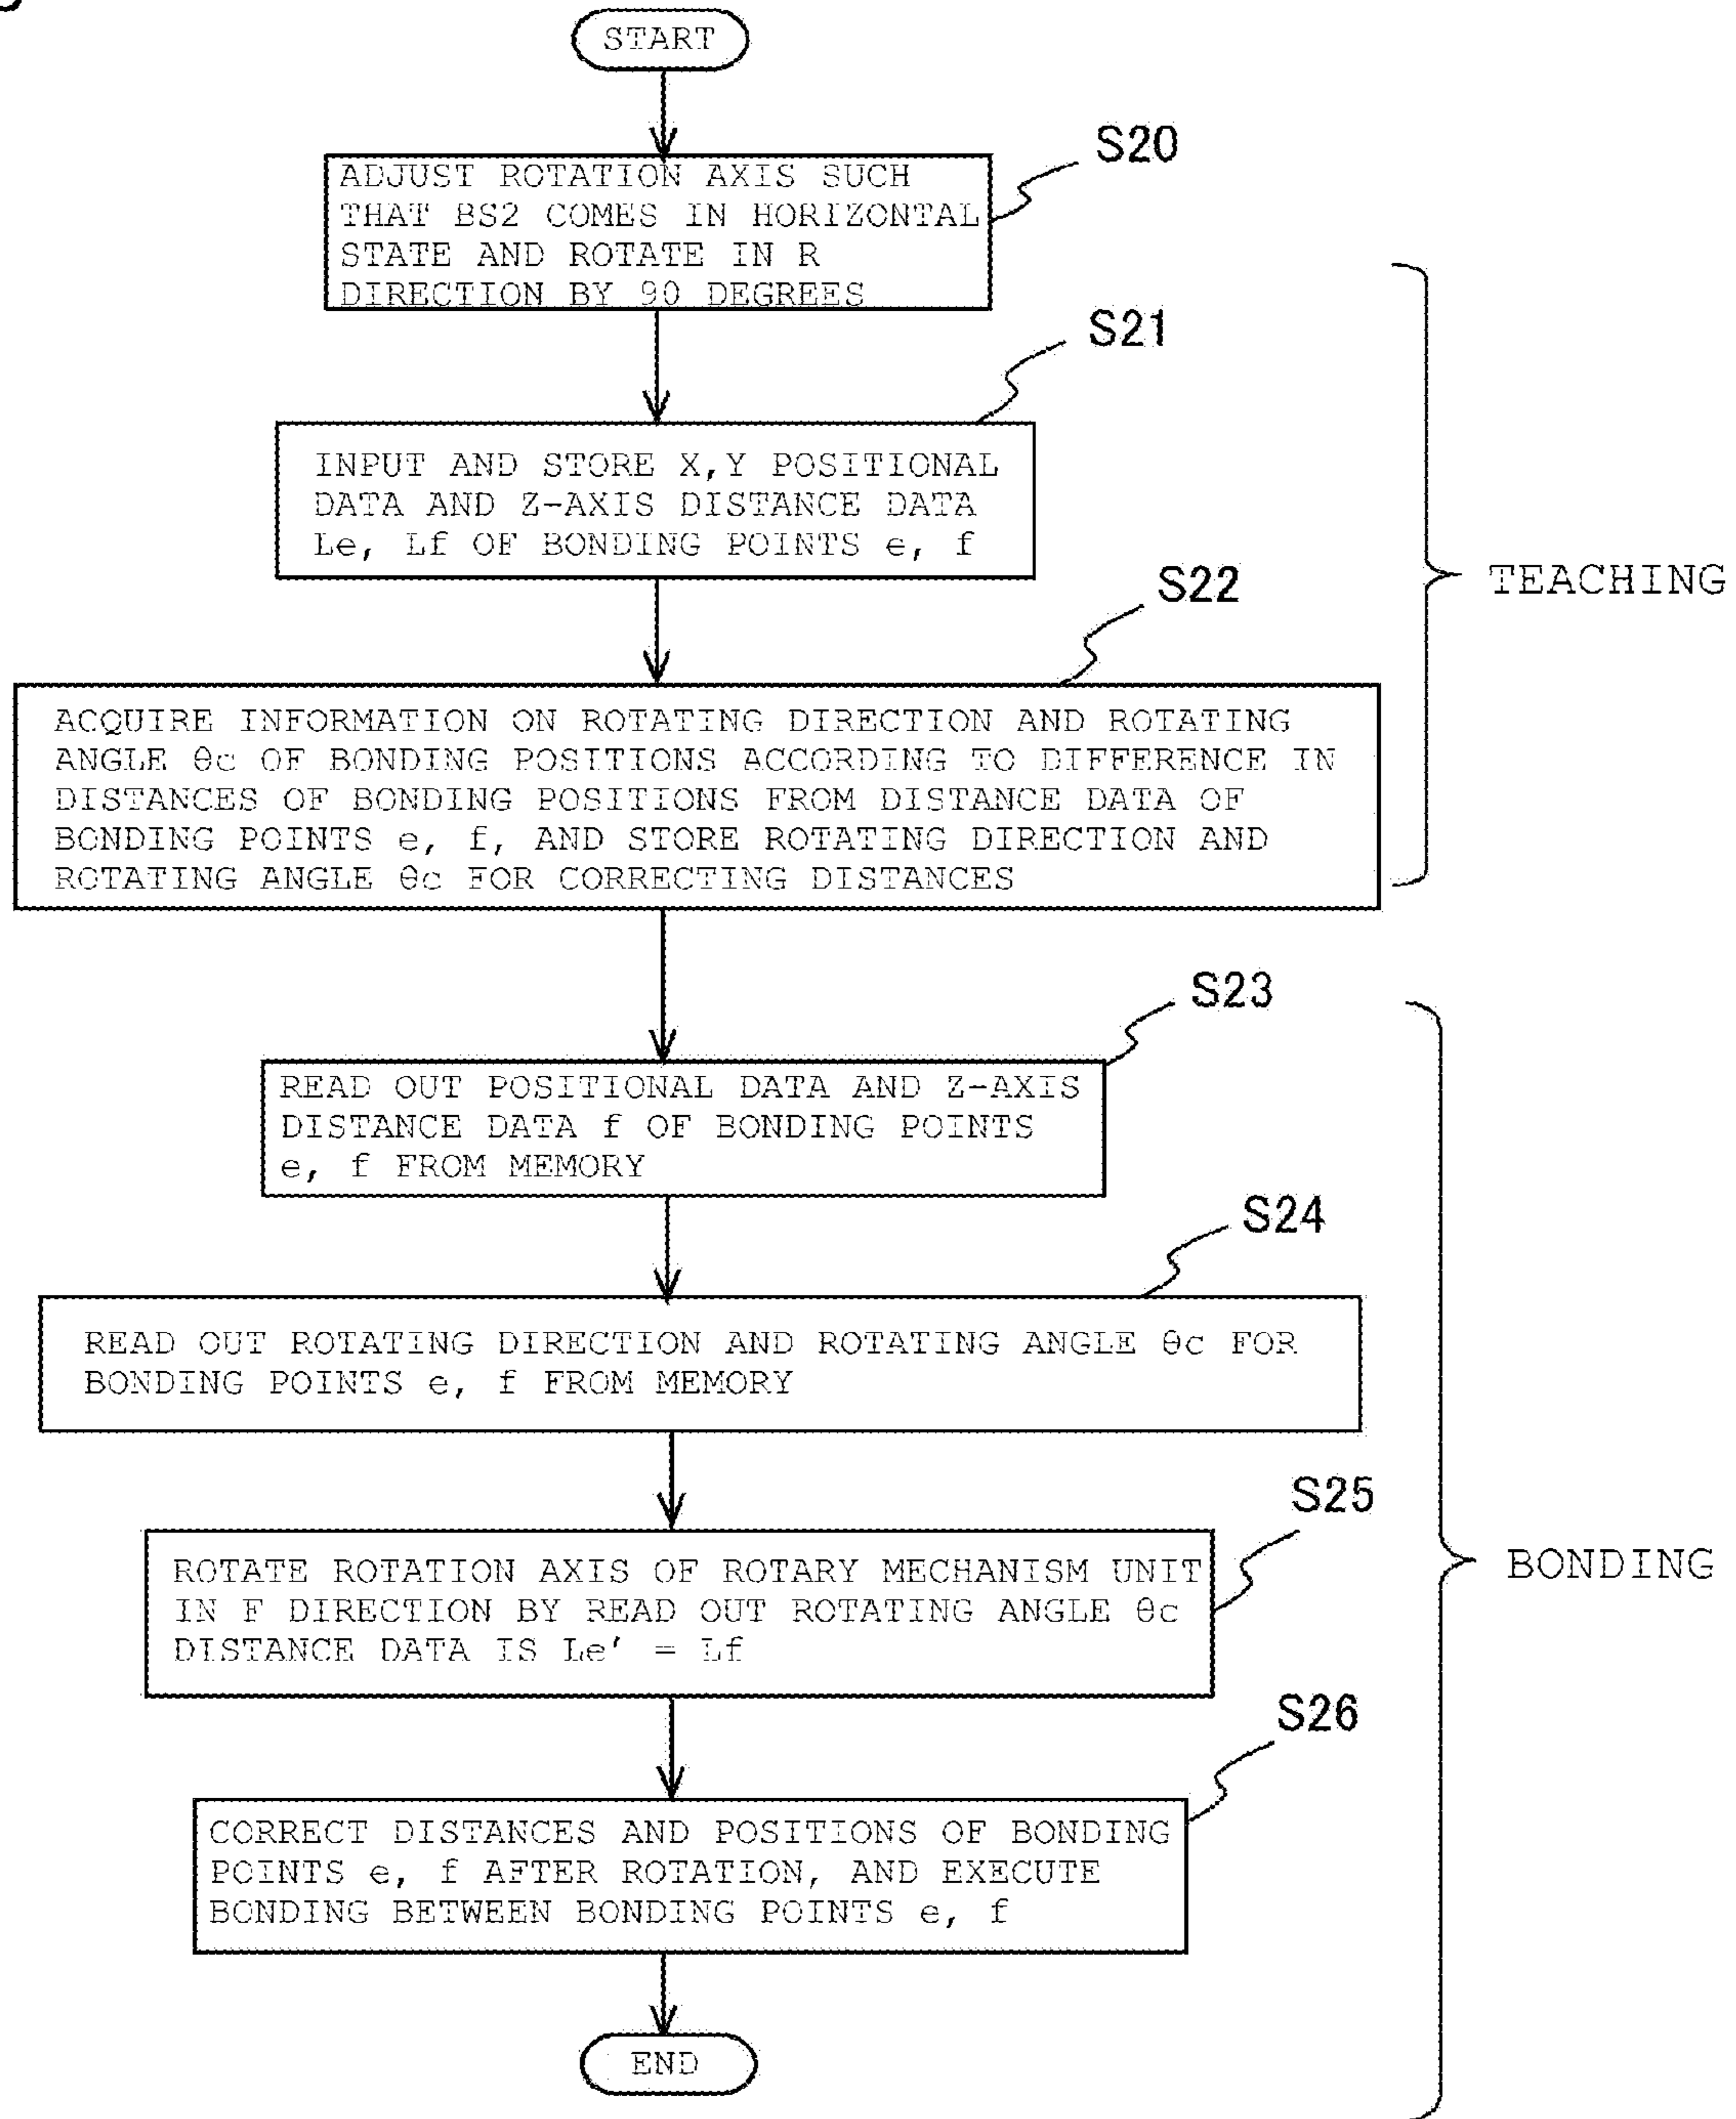 START
S20
ADJUST ROTATION AXIS SUCH
THAT BS2 COMES IN HORIZONTAL
STATE AND ROTATE IN R
DIRECTION BY 90 DEGREES
S21
INPUT AND STORE X,Y POSITIONAL
DATA AND Z-AXIS DISTANCE DATA
Le, Lf OF BONDING POINTS e, f
TEACHING
S22
ACQUIRE INFORMATION ON ROTATING DIRECTION AND ROTATING
ANGLE θc OF BONDING POSITIONS ACCORDING TO DIFFERENCE IN
DISTANCES OF BONDING POSITIONS FROM DISTANCE DATA OF
BONDING POINTS e, f, AND STORE ROTATING DIRECTION AND
ROTATING ANGLE θc FOR CORRECTING DISTANCES
S23
READ OUT POSITIONAL DATA AND Z-AXIS
DISTANCE DATA f OF BONDING POINTS
e, f FROM MEMORY
S24
READ OUT ROTATING DIRECTION AND ROTATING ANGLE θc FOR
BONDING POINTS e, f FROM MEMORY
S25
ROTATE ROTATION AXIS OF ROTARY MECHANISM UNIT
IN F DIRECTION BY READ OUT ROTATING ANGLE θc
DISTANCE DATA IS Le' = Lf
BONDING
S26
CORRECT DISTANCES AND POSITIONS OF BONDING
POINTS e, f AFTER ROTATION, AND EXECUTE
BONDING BETWEEN BONDING POINTS e, f
END